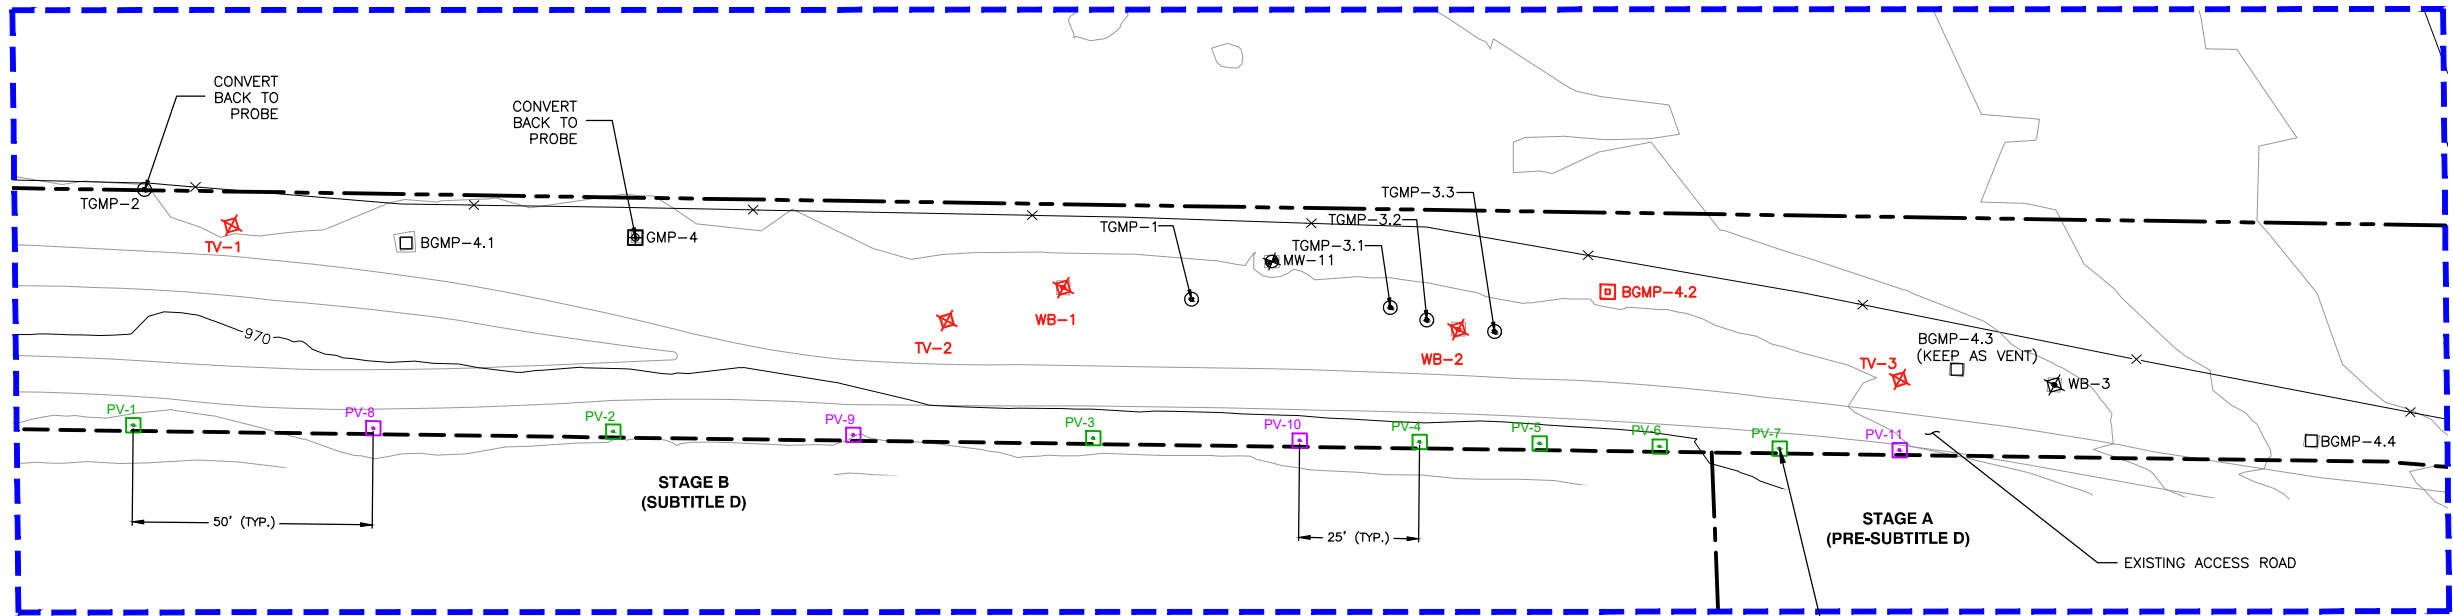 CONVERT
BACK TO
PROBE
CONVERT
BACK TO
PROBE
TGMP-2
TV-1
BGMP-4.1
GMP-4
TGMP-1
TGMP-3.3
TGMP-3.2
TGMP-3.1
MW-11
BGMP-4.2
WB-1
TV-2
WB-2
970
BGMP-4.3
(KEEP AS VENT)
TV-3
WB-3
PV-1
PV-8
PV-2
PV-9
PV-3
PV-10
PV-4
PV-5
PV-6
PV-7
PV-11
BGMP-4.4
STAGE B
(SUBTITLE D)
50' (TYP.)
25' (TYP.)
STAGE A
(PRE-SUBTITLE D)
EXISTING ACCESS ROAD